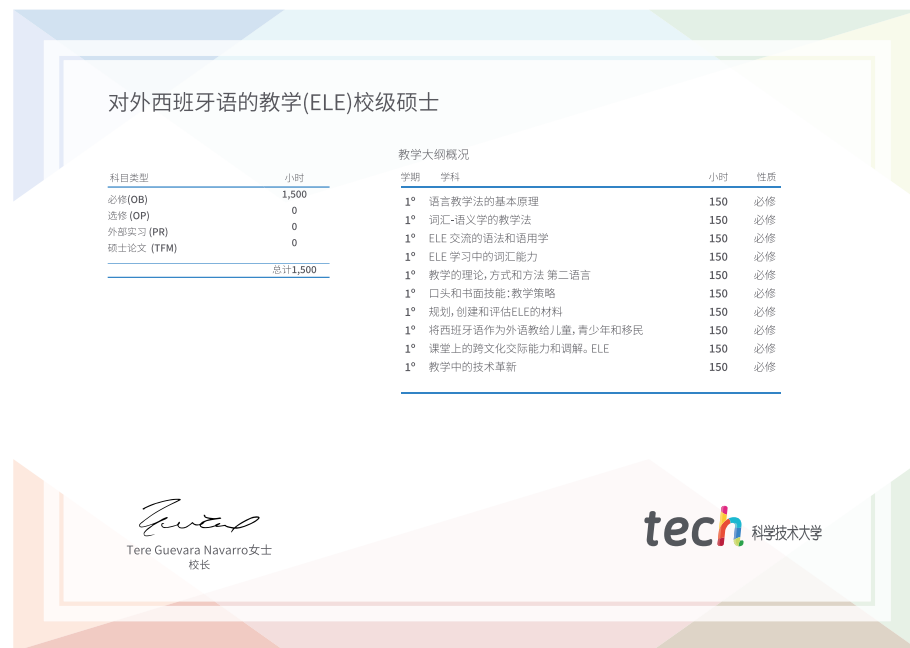 对外西班牙语的教学(ELE)校级硕士
科目类型 小时
必修(OB) 1,500
选修 (OP) 0
外部实习 (PR) 0
硕士论文 (TFM) 0
总计1,500
教学大纲概况
学期 学科 小时 性质
1º 语言教学法的基本原理 150 必修
1º 词汇-语义学的教学法 150 必修
1º ELE 交流的语法和语用学 150 必修
1º ELE 学习中的词汇能力 150 必修
1º 教学的理论,方式和方法 第二语言 150 必修
1º 口头和书面技能:教学策略 150 必修
1º 规划,创建和评估ELE的材料 150 必修
1º 将西班牙语作为外语教给儿童,青少年和移民 150 必修
1º 课堂上的跨文化交际能力和调解。ELE 150 必修
1º 教学中的技术革新 150 必修
Tere Guevara Navarro女士
校长
tech 科学技术大学